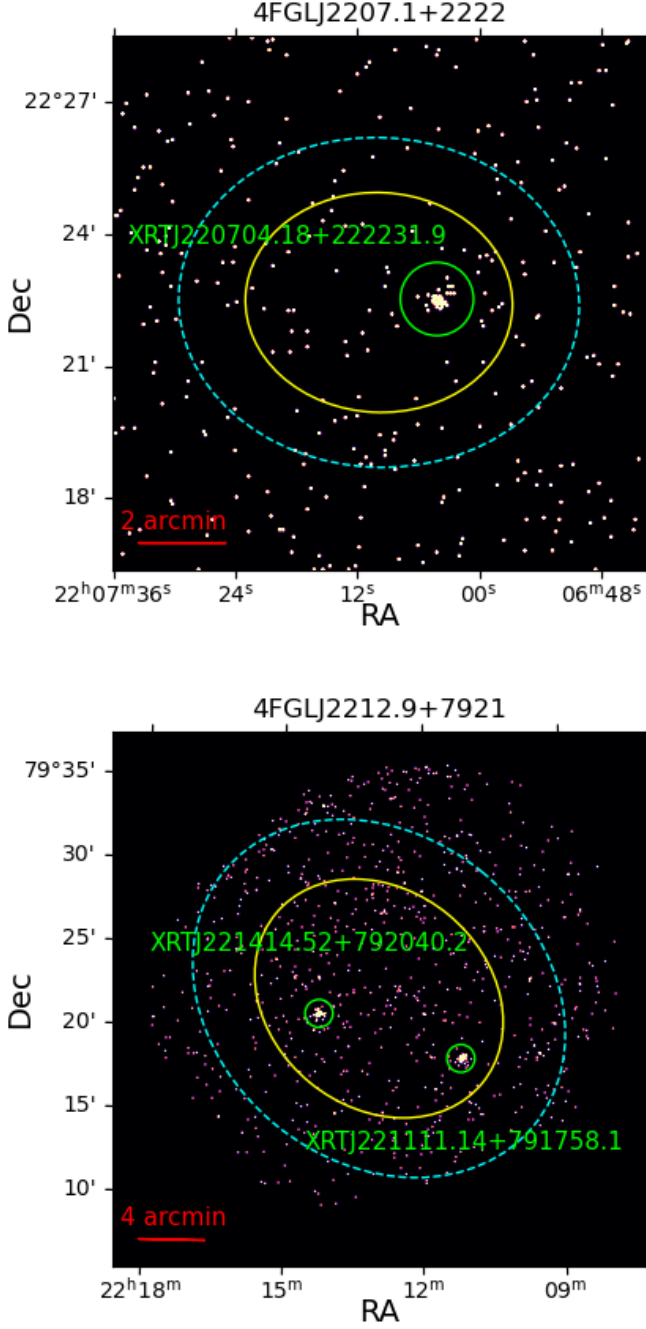 4FGLJ2207.1+2222
22°27'
XRTJ220704.18+222231.9
24'
Dec
21'
18'
2 arcmin
22ʰ07ᵐ36ˢ 24ˢ 12ˢ 00ˢ 06ᵐ48ˢ
RA
4FGLJ2212.9+7921
79°35'
30'
25'
XRTJ221414.52+792040.2
Dec
20'
15'
XRTJ221111.14+791758.1
10'
4 arcmin
22ʰ18ᵐ 15ᵐ 12ᵐ 09ᵐ
RA